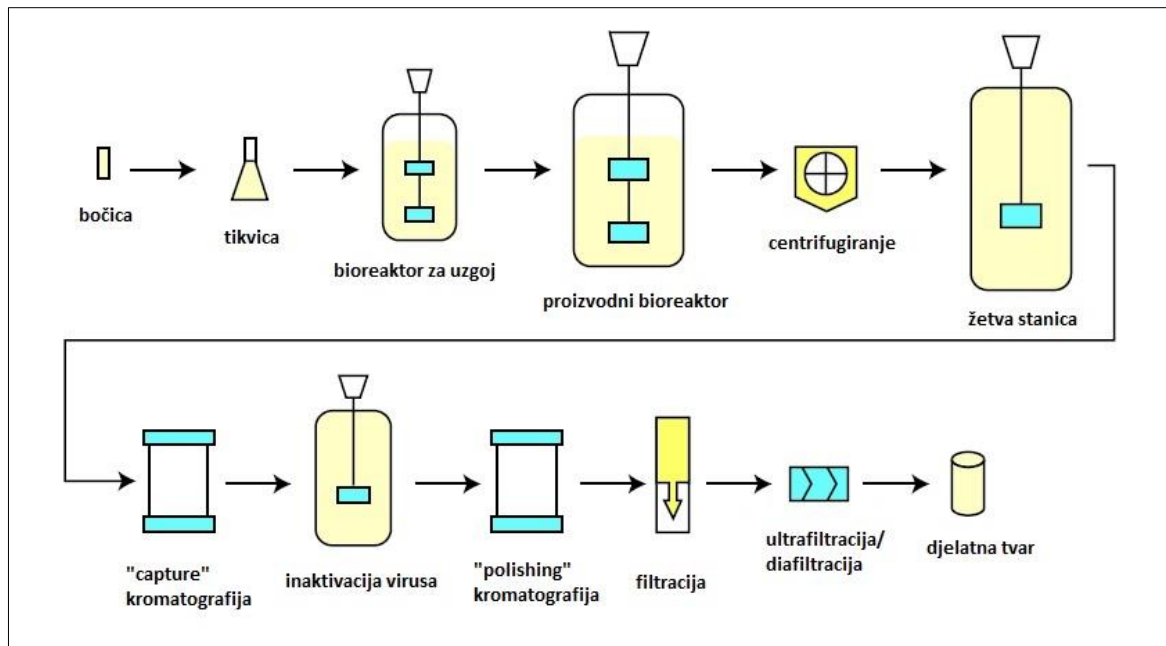 bočica
tikvica
bioreaktor za uzgoj
proizvodni bioreaktor
centrifugiranje
žetva stanica
"capture"
kromatografija
inaktivacija virusa
"polishing"
kromatografija
filtracija
ultrafiltracija/
diafiltracija
djelatna tvar